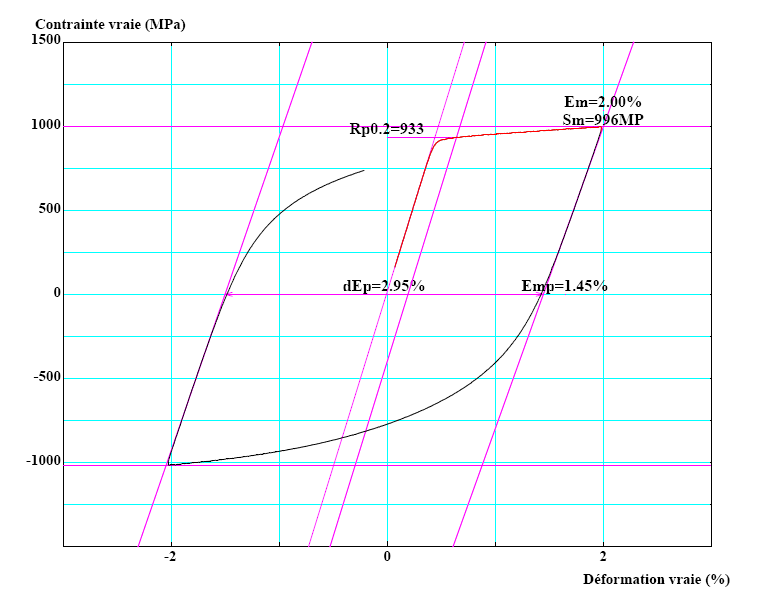 Contrainte vraie (MPa)
1500
Em=2.00%
Sm=996MP
1000
Rp0.2=933
500
dEp=2.95%
Emp=1.45%
0
-500
-1000
-2
0
2
Déformation vraie (%)